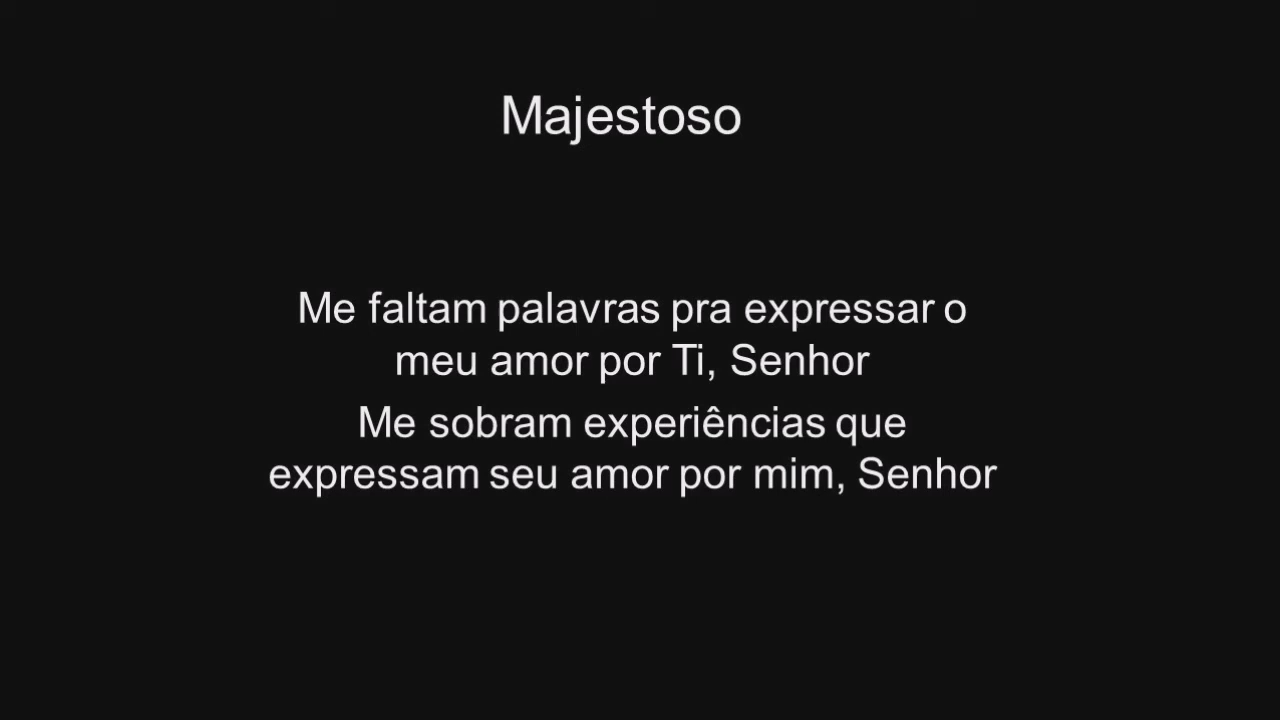 Majestoso
Me faltam palavras pra expressar o
meu amor por Ti, Senhor
Me sobram experiências que
expressam seu amor por mim, Senhor